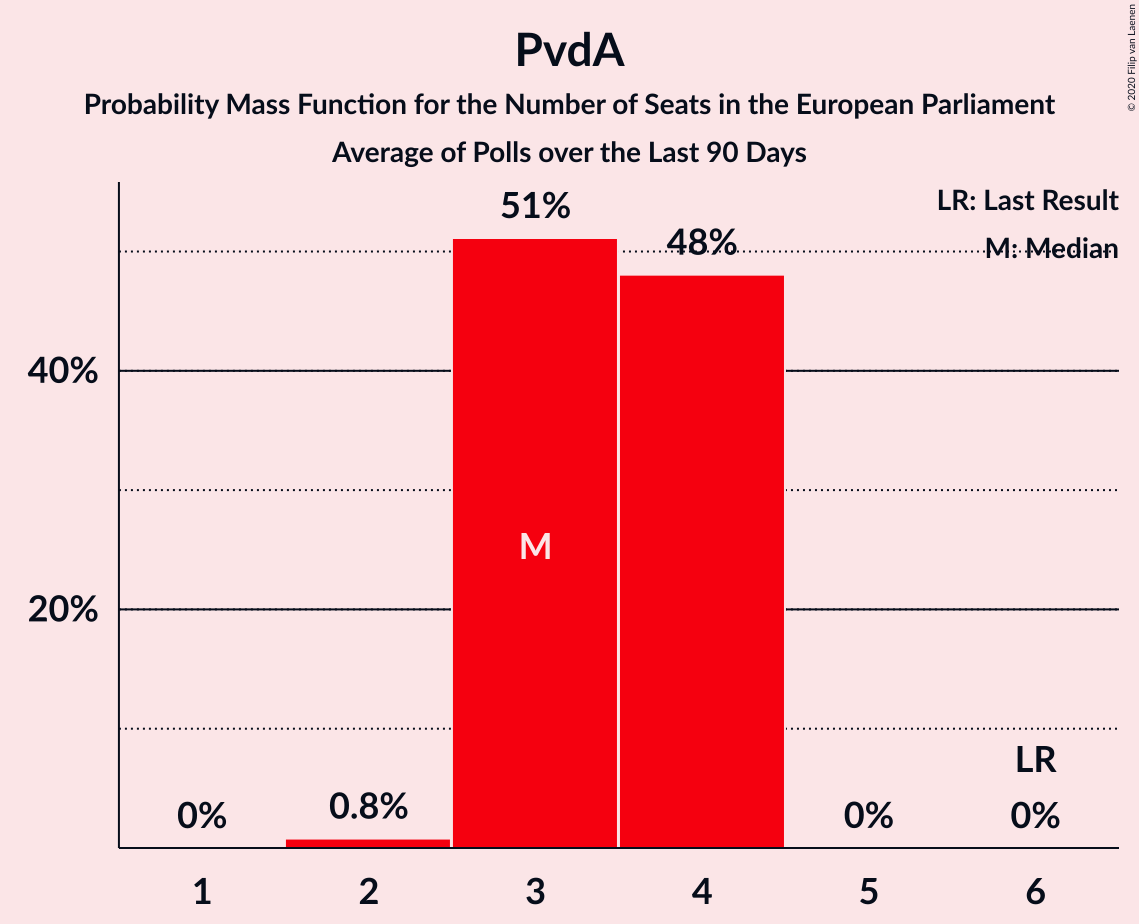 PvdA
Probability Mass Function for the Number of Seats in the European Parliament
Average of Polls over the Last 90 Days
© 2020 Filip van Laenen
LR: Last Result
M: Median
51%
48%
40%
M
20%
LR
0%
0.8%
0%
0%
1
2
3
4
5
6